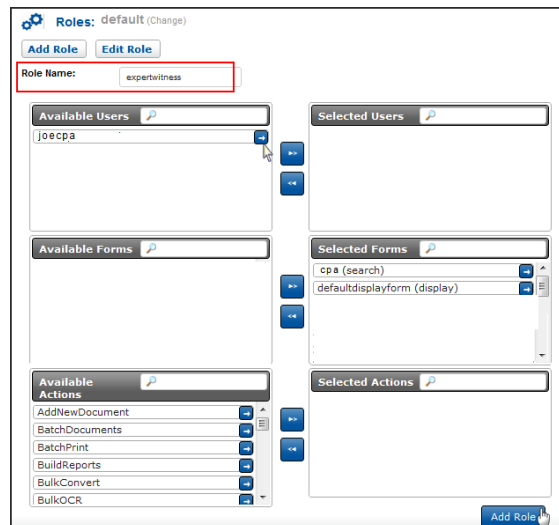 Roles: default (Change)
Add Role Edit Role
Role Name: expertwitness
Available Users Selected Users
joecpa
Available Forms Selected Forms
cpa (search)
defaultdisplayform (display)
Available Actions Selected Actions
AddNewDocument
BatchDocuments
BatchPrint
BuildReports
BulkConvert
BulkOCR
Add Role